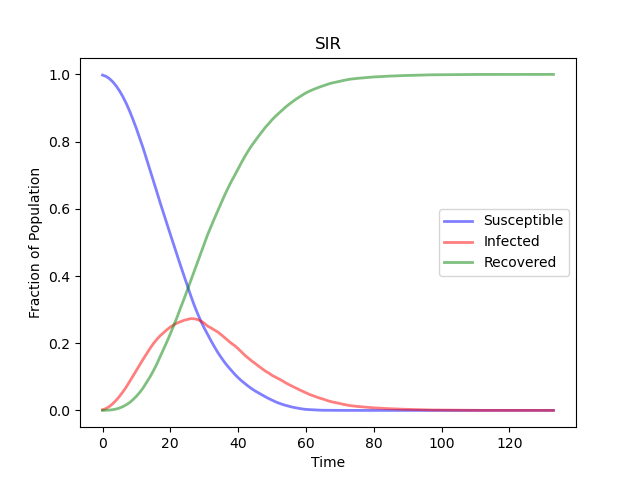 SIR
Fraction of Population
1.0
0.8
0.6
0.4
0.2
0.0
Susceptible
Infected
Recovered
0 20 40 60 80 100 120
Time